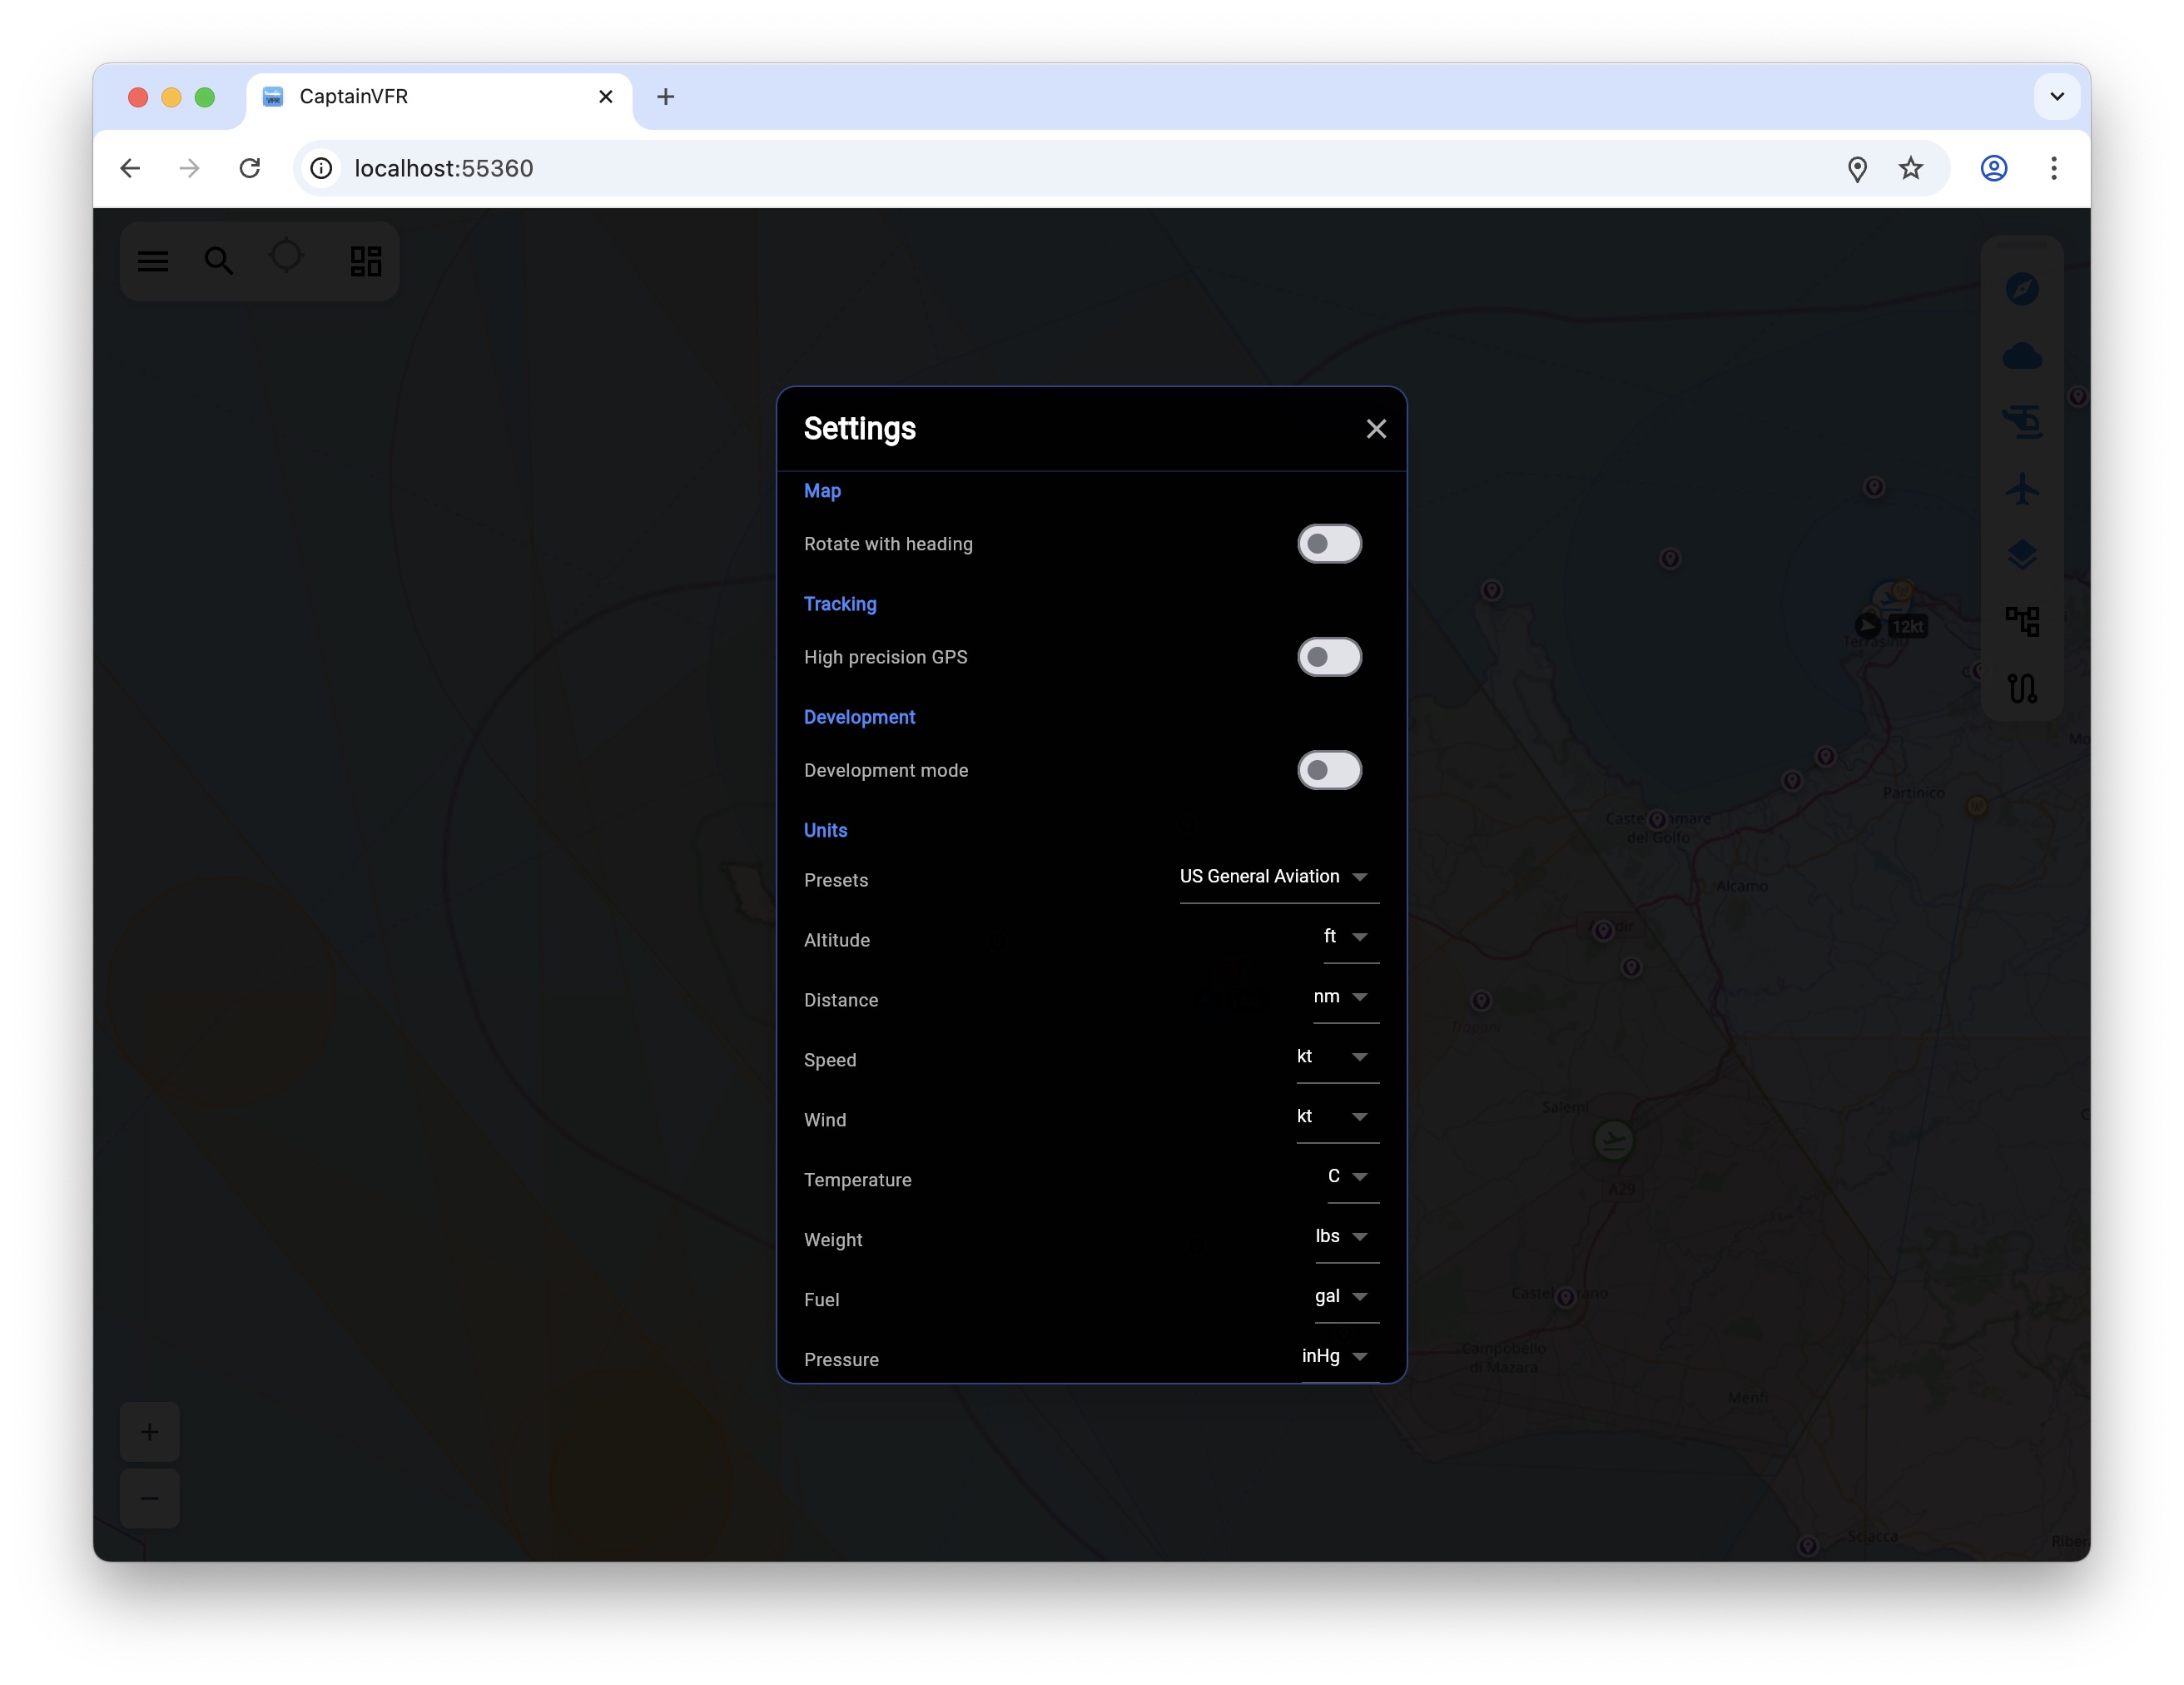 CaptainVFR
localhost:55360
Settings
Map
Rotate with heading
Tracking
High precision GPS
Development
Development mode
Units
Presets US General Aviation
Altitude ft
Distance nm
Speed kt
Wind kt
Temperature C
Weight lbs
Fuel gal
Pressure inHg
12kt
Partinico
del Golfo
Alcamo
Trapani
Salemi
A29
Campobello
di Mazara
Menfi
Sciacca